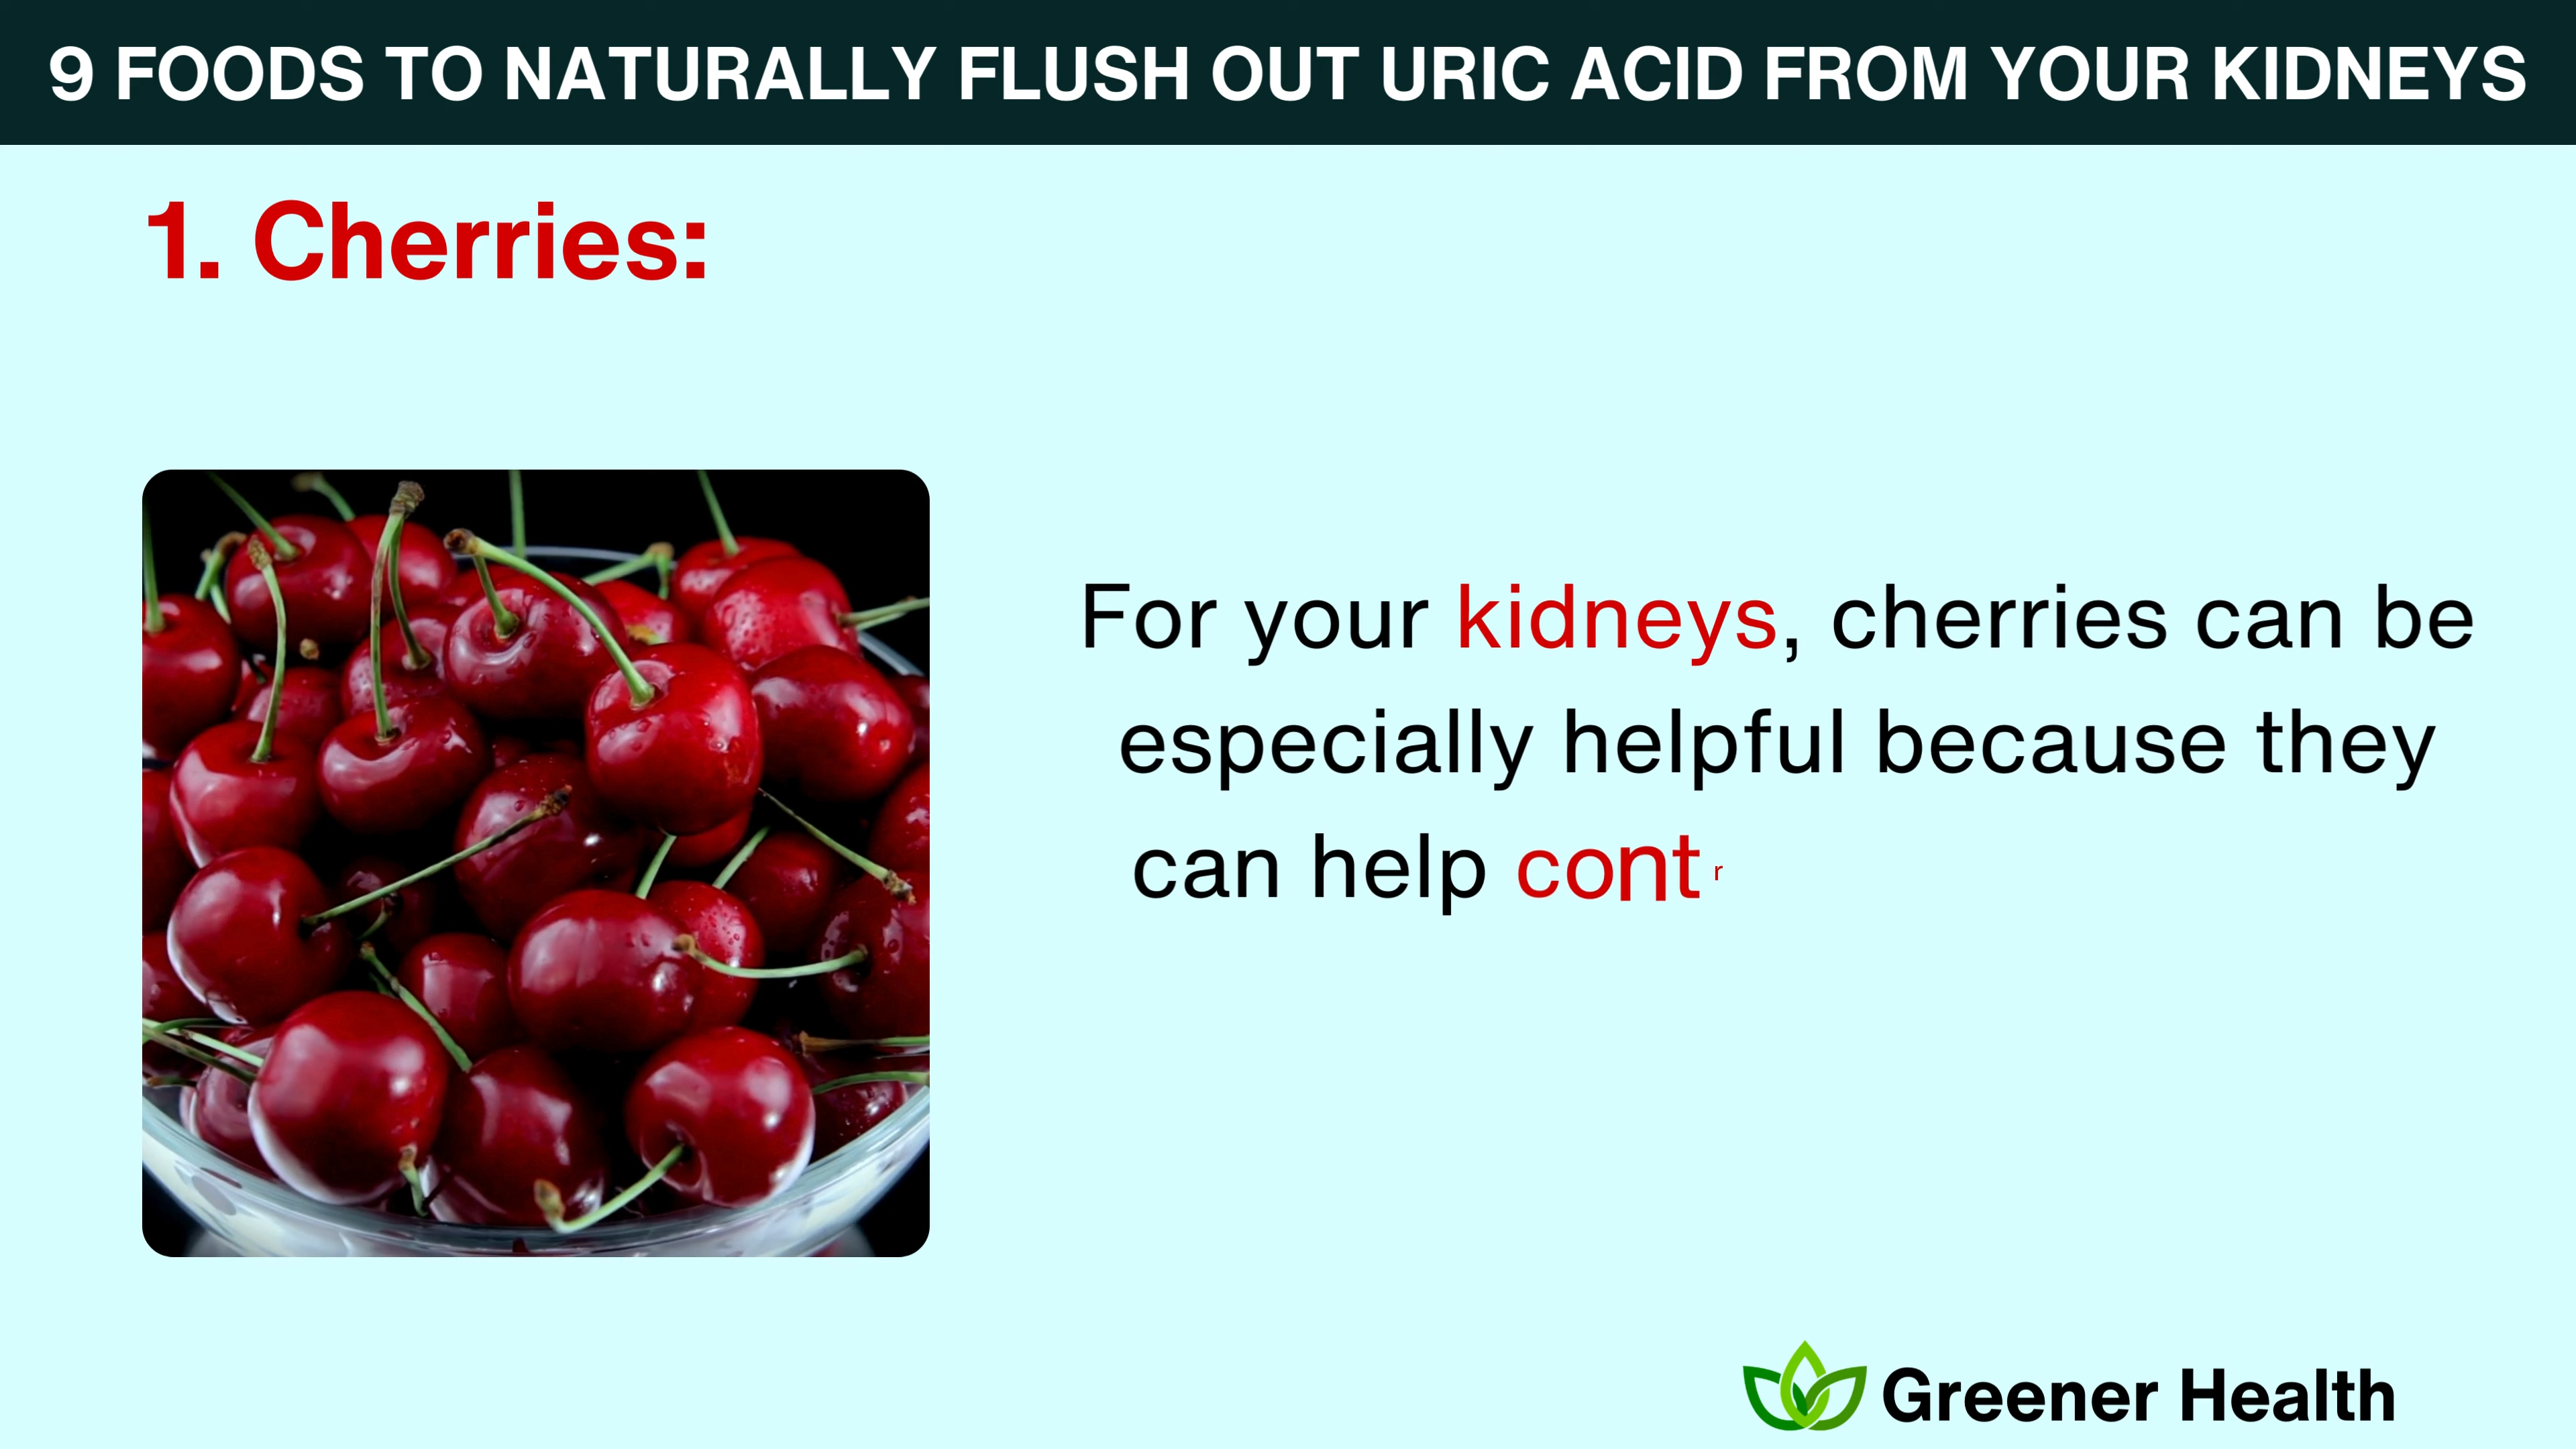 9 FOODS TO NATURALLY FLUSH OUT URIC ACID FROM YOUR KIDNEYS
1. Cherries:
For your kidneys, cherries can be
especially helpful because they
can help contr
Greener Health